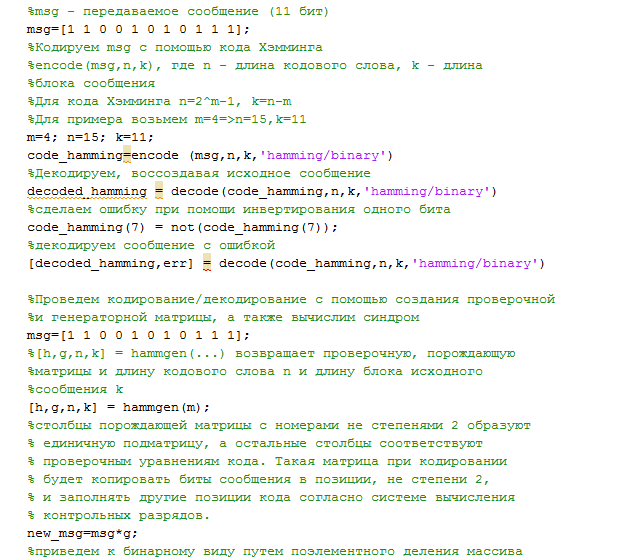 %msg – передаваемое сообщение (11 бит)
msg=[1 1 0 0 1 0 1 0 1 1 1];
%Кодируем msg с помощью кода Хэмминга
%encode(msg,n,k), где n – длина кодового слова, k – длина
%блока сообщения
%Для кода Хэмминга n=2^m-1, k=n-m
%Для примера возьмем m=4=>n=15,k=11
m=4; n=15; k=11;
code_hamming=encode (msg,n,k,'hamming/binary')
%Декодируем, воссоздавая исходное сообщение
decoded_hamming = decode(code_hamming,n,k,'hamming/binary')
%сделаем ошибку при помощи инвертирования одного бита
code_hamming(7) = not(code_hamming(7));
%декодируем сообщение с ошибкой
[decoded_hamming,err] = decode(code_hamming,n,k,'hamming/binary')
%Проведем кодирование/декодирование с помощью создания проверочной
%и генераторной матрицы, а также вычислим синдром
msg=[1 1 0 0 1 0 1 0 1 1 1];
%[h,g,n,k] = hammgen(...) возвращает проверочную, порождающую
%матрицы и длину кодового слова n и длину блока исходного
%сообщения k
[h,g,n,k] = hammgen(m);
%столбцы порождающей матрицы с номерами не степенями 2 образуют
% единичную подматрицу, а остальные столбцы соответствуют
% проверочным уравнениям кода. Такая матрица при кодировании
% будет копировать биты сообщения в позиции, не степени 2,
% и заполнять другие позиции кода согласно системе вычисления
% контрольных разрядов.
new_msg=msg*g;
%приведем к бинарному виду путем поэлементного деления массива